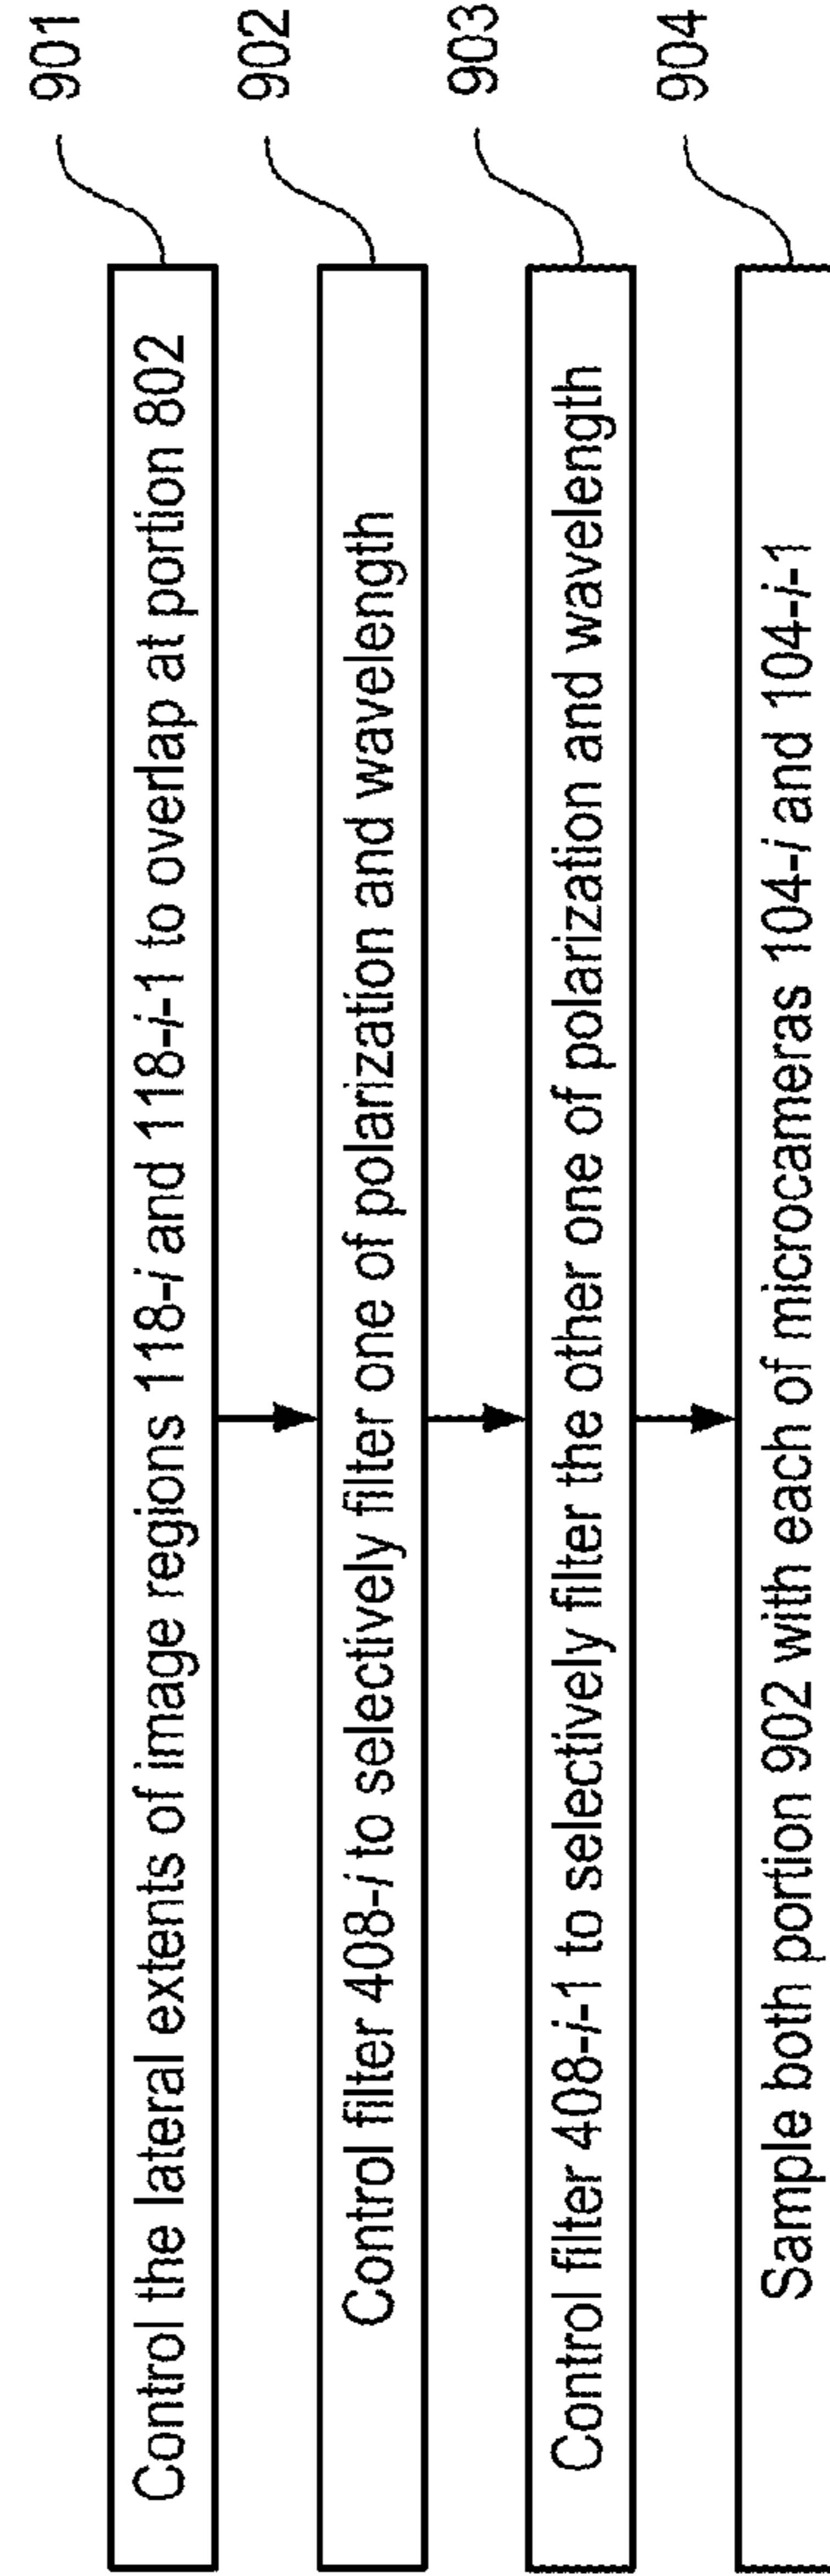 901
Control the lateral extents of image regions 118-i and 118-i-1 to overlap at portion 802
902
Control filter 408-i to selectively filter one of polarization and wavelength
903
Control filter 408-i-1 to selectively filter the other one of polarization and wavelength
904
Sample both portion 902 with each of microcameras 104-i and 104-i-1